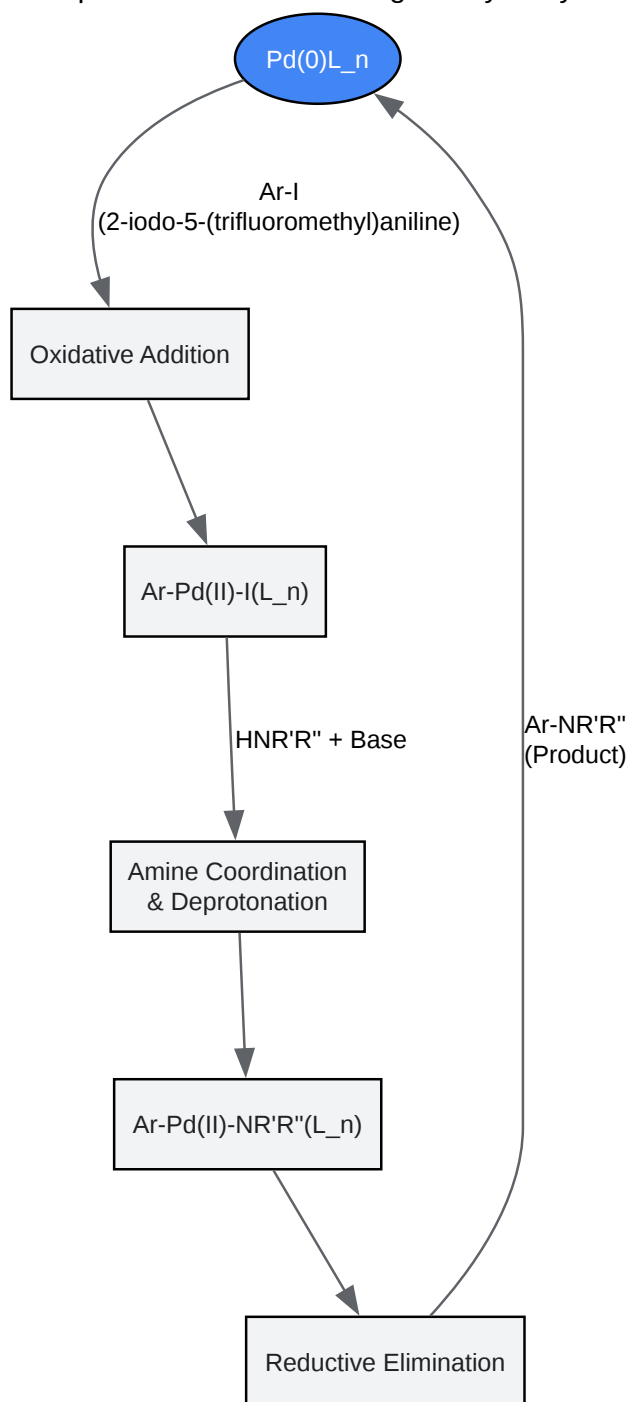 Pd(0)L_n
Ar-I
(2-iodo-5-(trifluoromethyl)aniline)
Oxidative Addition
Ar-Pd(II)-I(L_n)
HNR'R" + Base
Ar-NR'R"
(Product)
Amine Coordination
& Deprotonation
Ar-Pd(II)-NR'R"(L_n)
Reductive Elimination